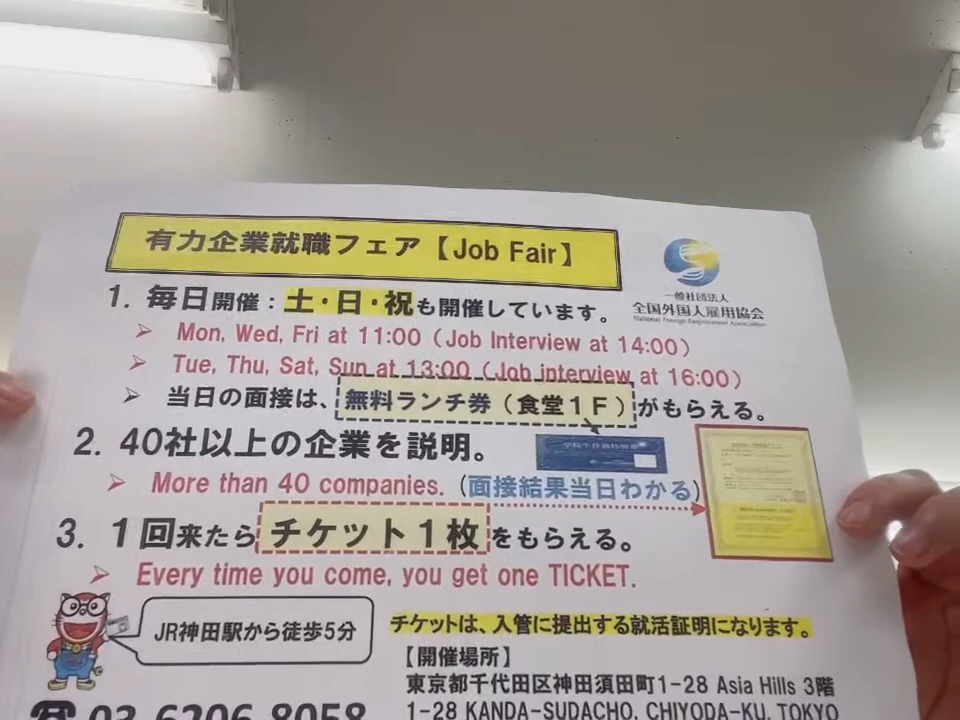 有力企業就職フェア【Job Fair】
一般社団法人
全国外国人雇用協会
National Foreign Employment Association
1. 毎日開催：土・日・祝も開催しています。
➢ Mon, Wed, Fri at 11:00（Job Interview at 14:00）
➢ Tue, Thu, Sat, Sun at 13:00（Job interview at 16:00）
➢ 当日の面接は、無料ランチ券（食堂１Ｆ）がもらえる。
2. 40社以上の企業を説明。
➢ More than 40 companies.（面接結果当日わかる）
3. １回来たらチケット１枚をもらえる。
➢ Every time you come, you get one TICKET.
JR神田駅から徒歩5分
チケットは、入管に提出する就活証明になります。
【開催場所】
東京都千代田区神田須田町1-28 Asia Hills 3階
1-28 KANDA-SUDACHO, CHIYODA-KU, TOKYO
☎ 03-6206-8058